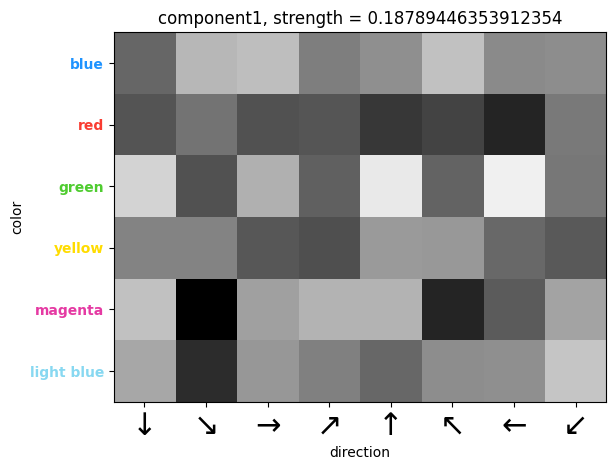 component1, strength = 0.18789446353912354
blue
red
green
yellow
magenta
light blue
color
↓ ↘ → ↗ ↑ ↖ ← ↙
direction